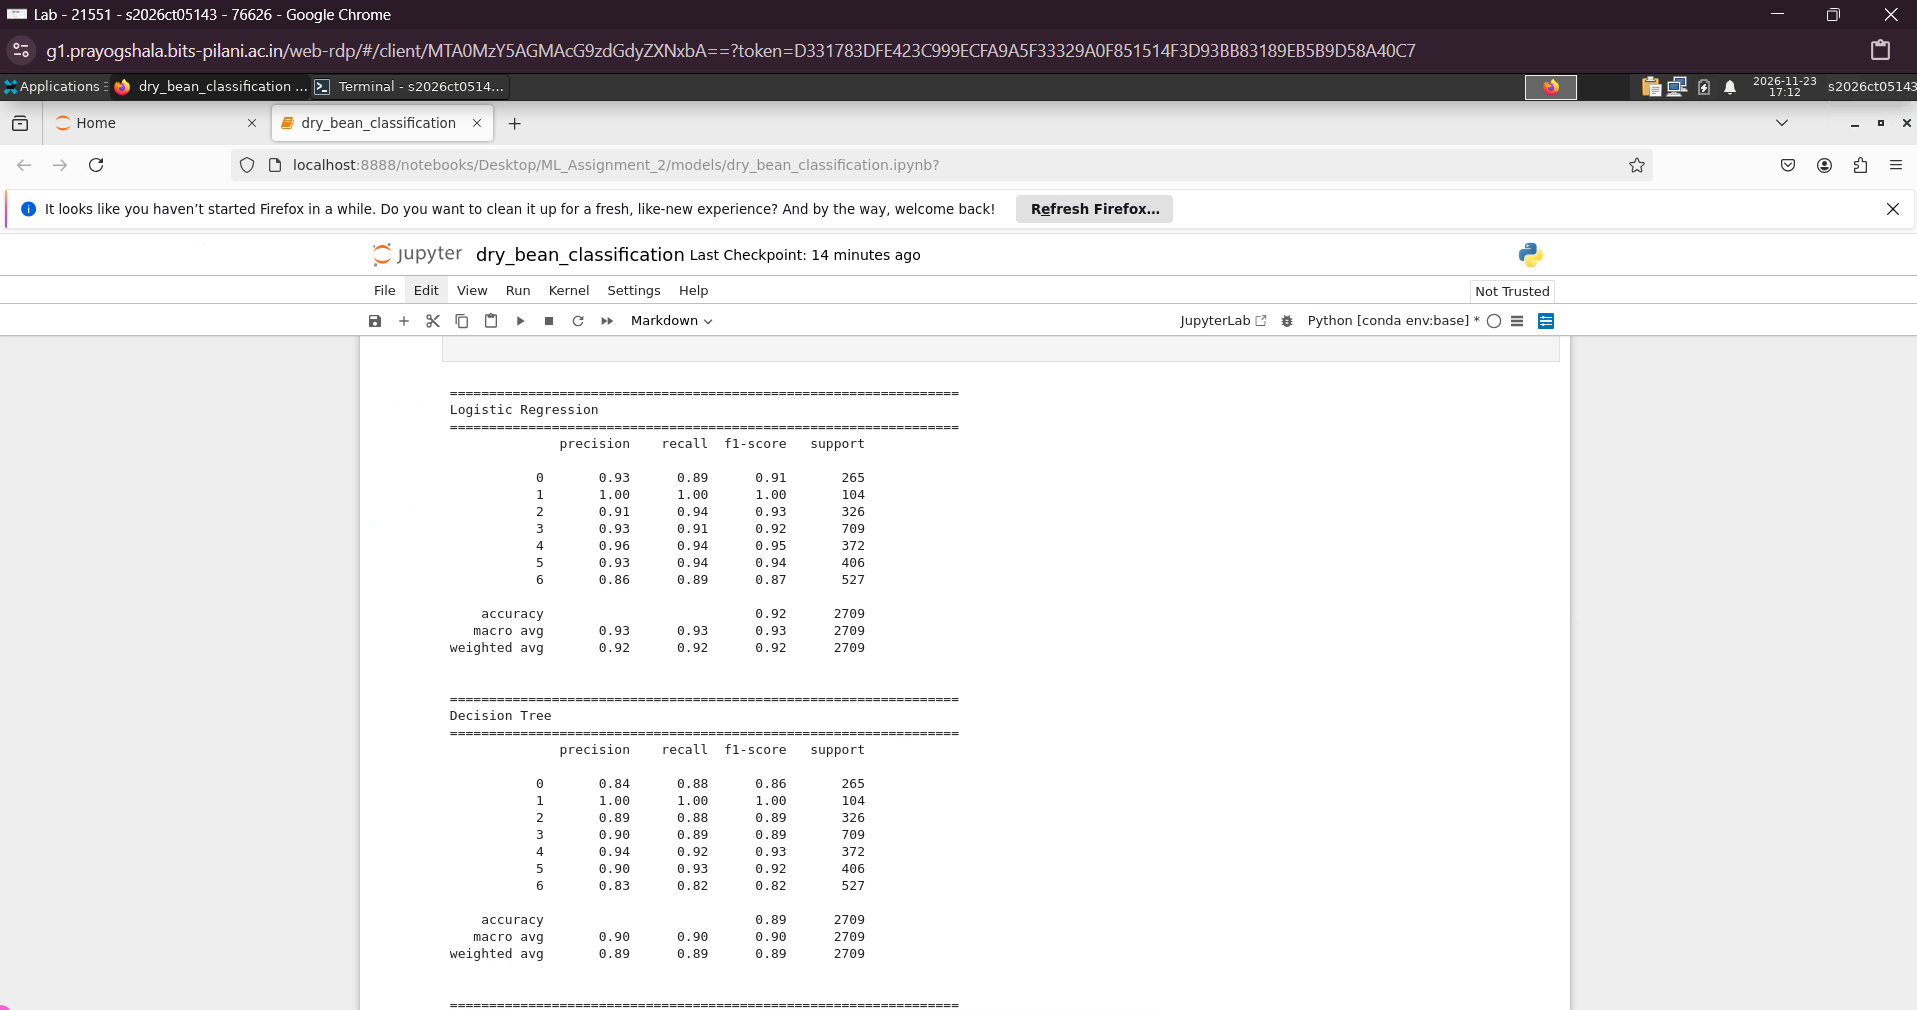 Lab - 21551 - s2026ct05143 - 76626 - Google Chrome
g1.prayogshala.bits-pilani.ac.in/web-rdp/#/client/MTA0MzY5AGMAcG9zdGdyZXNxbA==?token=D331783DFE423C999ECFA9A5F33329A0F851514F3D93BB83189EB5B9D58A40C7
Applications dry_bean_classification ... Terminal - s2026ct0514... 2026-11-23 s2026ct05143
17:12
Home dry_bean_classification
localhost:8888/notebooks/Desktop/ML_Assignment_2/models/dry_bean_classification.ipynb?
It looks like you haven’t started Firefox in a while. Do you want to clean it up for a fresh, like-new experience? And by the way, welcome back! Refresh Firefox...
jupyter dry_bean_classification Last Checkpoint: 14 minutes ago
File Edit View Run Kernel Settings Help Not Trusted
Markdown JupyterLab Python [conda env:base] *
=================================================================
Logistic Regression
=================================================================
precision recall f1-score support
0 0.93 0.89 0.91 265
1 1.00 1.00 1.00 104
2 0.91 0.94 0.93 326
3 0.93 0.91 0.92 709
4 0.96 0.94 0.95 372
5 0.93 0.94 0.94 406
6 0.86 0.89 0.87 527
accuracy 0.92 2709
macro avg 0.93 0.93 0.93 2709
weighted avg 0.92 0.92 0.92 2709
=================================================================
Decision Tree
=================================================================
precision recall f1-score support
0 0.84 0.88 0.86 265
1 1.00 1.00 1.00 104
2 0.89 0.88 0.89 326
3 0.90 0.89 0.89 709
4 0.94 0.92 0.93 372
5 0.90 0.93 0.92 406
6 0.83 0.82 0.82 527
accuracy 0.89 2709
macro avg 0.90 0.90 0.90 2709
weighted avg 0.89 0.89 0.89 2709
=================================================================